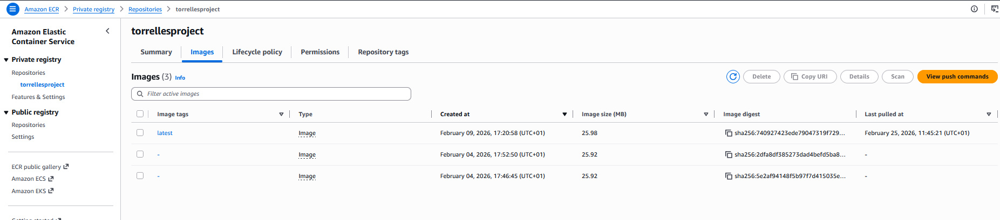 Amazon ECR > Private registry > Repositories > torrellesproject
Amazon Elastic
Container Service
Private registry
Repositories
torrellesproject
Features & Settings
Public registry
Repositories
Settings
ECR public gallery
Amazon ECS
Amazon EKS
torrellesproject
Summary Images Lifecycle policy Permissions Repository tags
Images (3) Info
Delete Copy URI Details Scan View push commands
Filter active images
Image tags Type Created at Image size (MB) Image digest Last pulled at
latest Image February 09, 2026, 17:20:58 (UTC+01) 25.98 sha256:740927423ede79047319f729... February 25, 2026, 11:45:21 (UTC+01)
- Image February 04, 2026, 17:52:50 (UTC+01) 25.92 sha256:2dfa8df385273dad4befd5ba8... -
- Image February 04, 2026, 17:46:45 (UTC+01) 25.92 sha256:5e2af94148f5b97f7d415035e... -